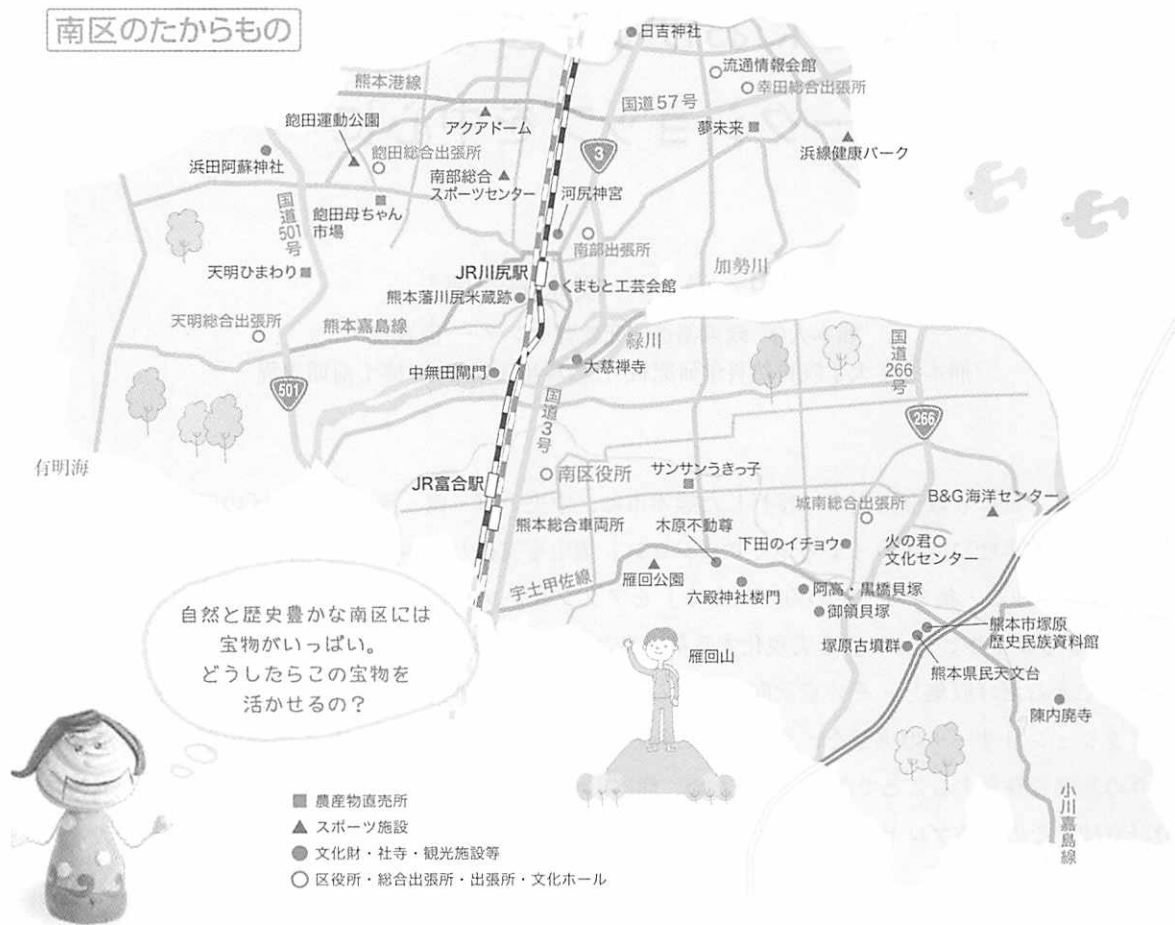 南区のたからもの
日吉神社
流通情報会館
幸田総合出張所
熊本港線
国道57号
飽田運動公園
アクアドーム
夢未来
3
浜線健康パーク
飽田総合出張所
浜田阿蘇神社
南部総合
スポーツセンター
河尻神宮
国道501号
飽田母ちゃん
市場
南部出張所
加勢川
天明ひまわり
JR川尻駅
くまもと工芸会館
熊本藩川尻米蔵跡
天明総合出張所
熊本嘉島線
緑川
国道266号
中無田閘門
大慈禅寺
501
国道3号
266
有明海
南区役所
サンサンうきっ子
JR富合駅
城南総合出張所
B&G海洋センター
熊本総合車両所
木原不動尊
下田のイチョウ
火の君
文化センター
宇土甲佐線
雁回公園
六殿神社楼門
阿高・黒橋貝塚
御領貝塚
熊本市塚原
歴史民族資料館
塚原古墳群
雁回山
熊本県民天文台
陳内廃寺
小川嘉島線
自然と歴史豊かな南区には
宝物がいっぱい。
どうしたらこの宝物を
活かせるの？
■ 農産物直売所
▲ スポーツ施設
● 文化財・社寺・観光施設等
○ 区役所・総合出張所・出張所・文化ホール